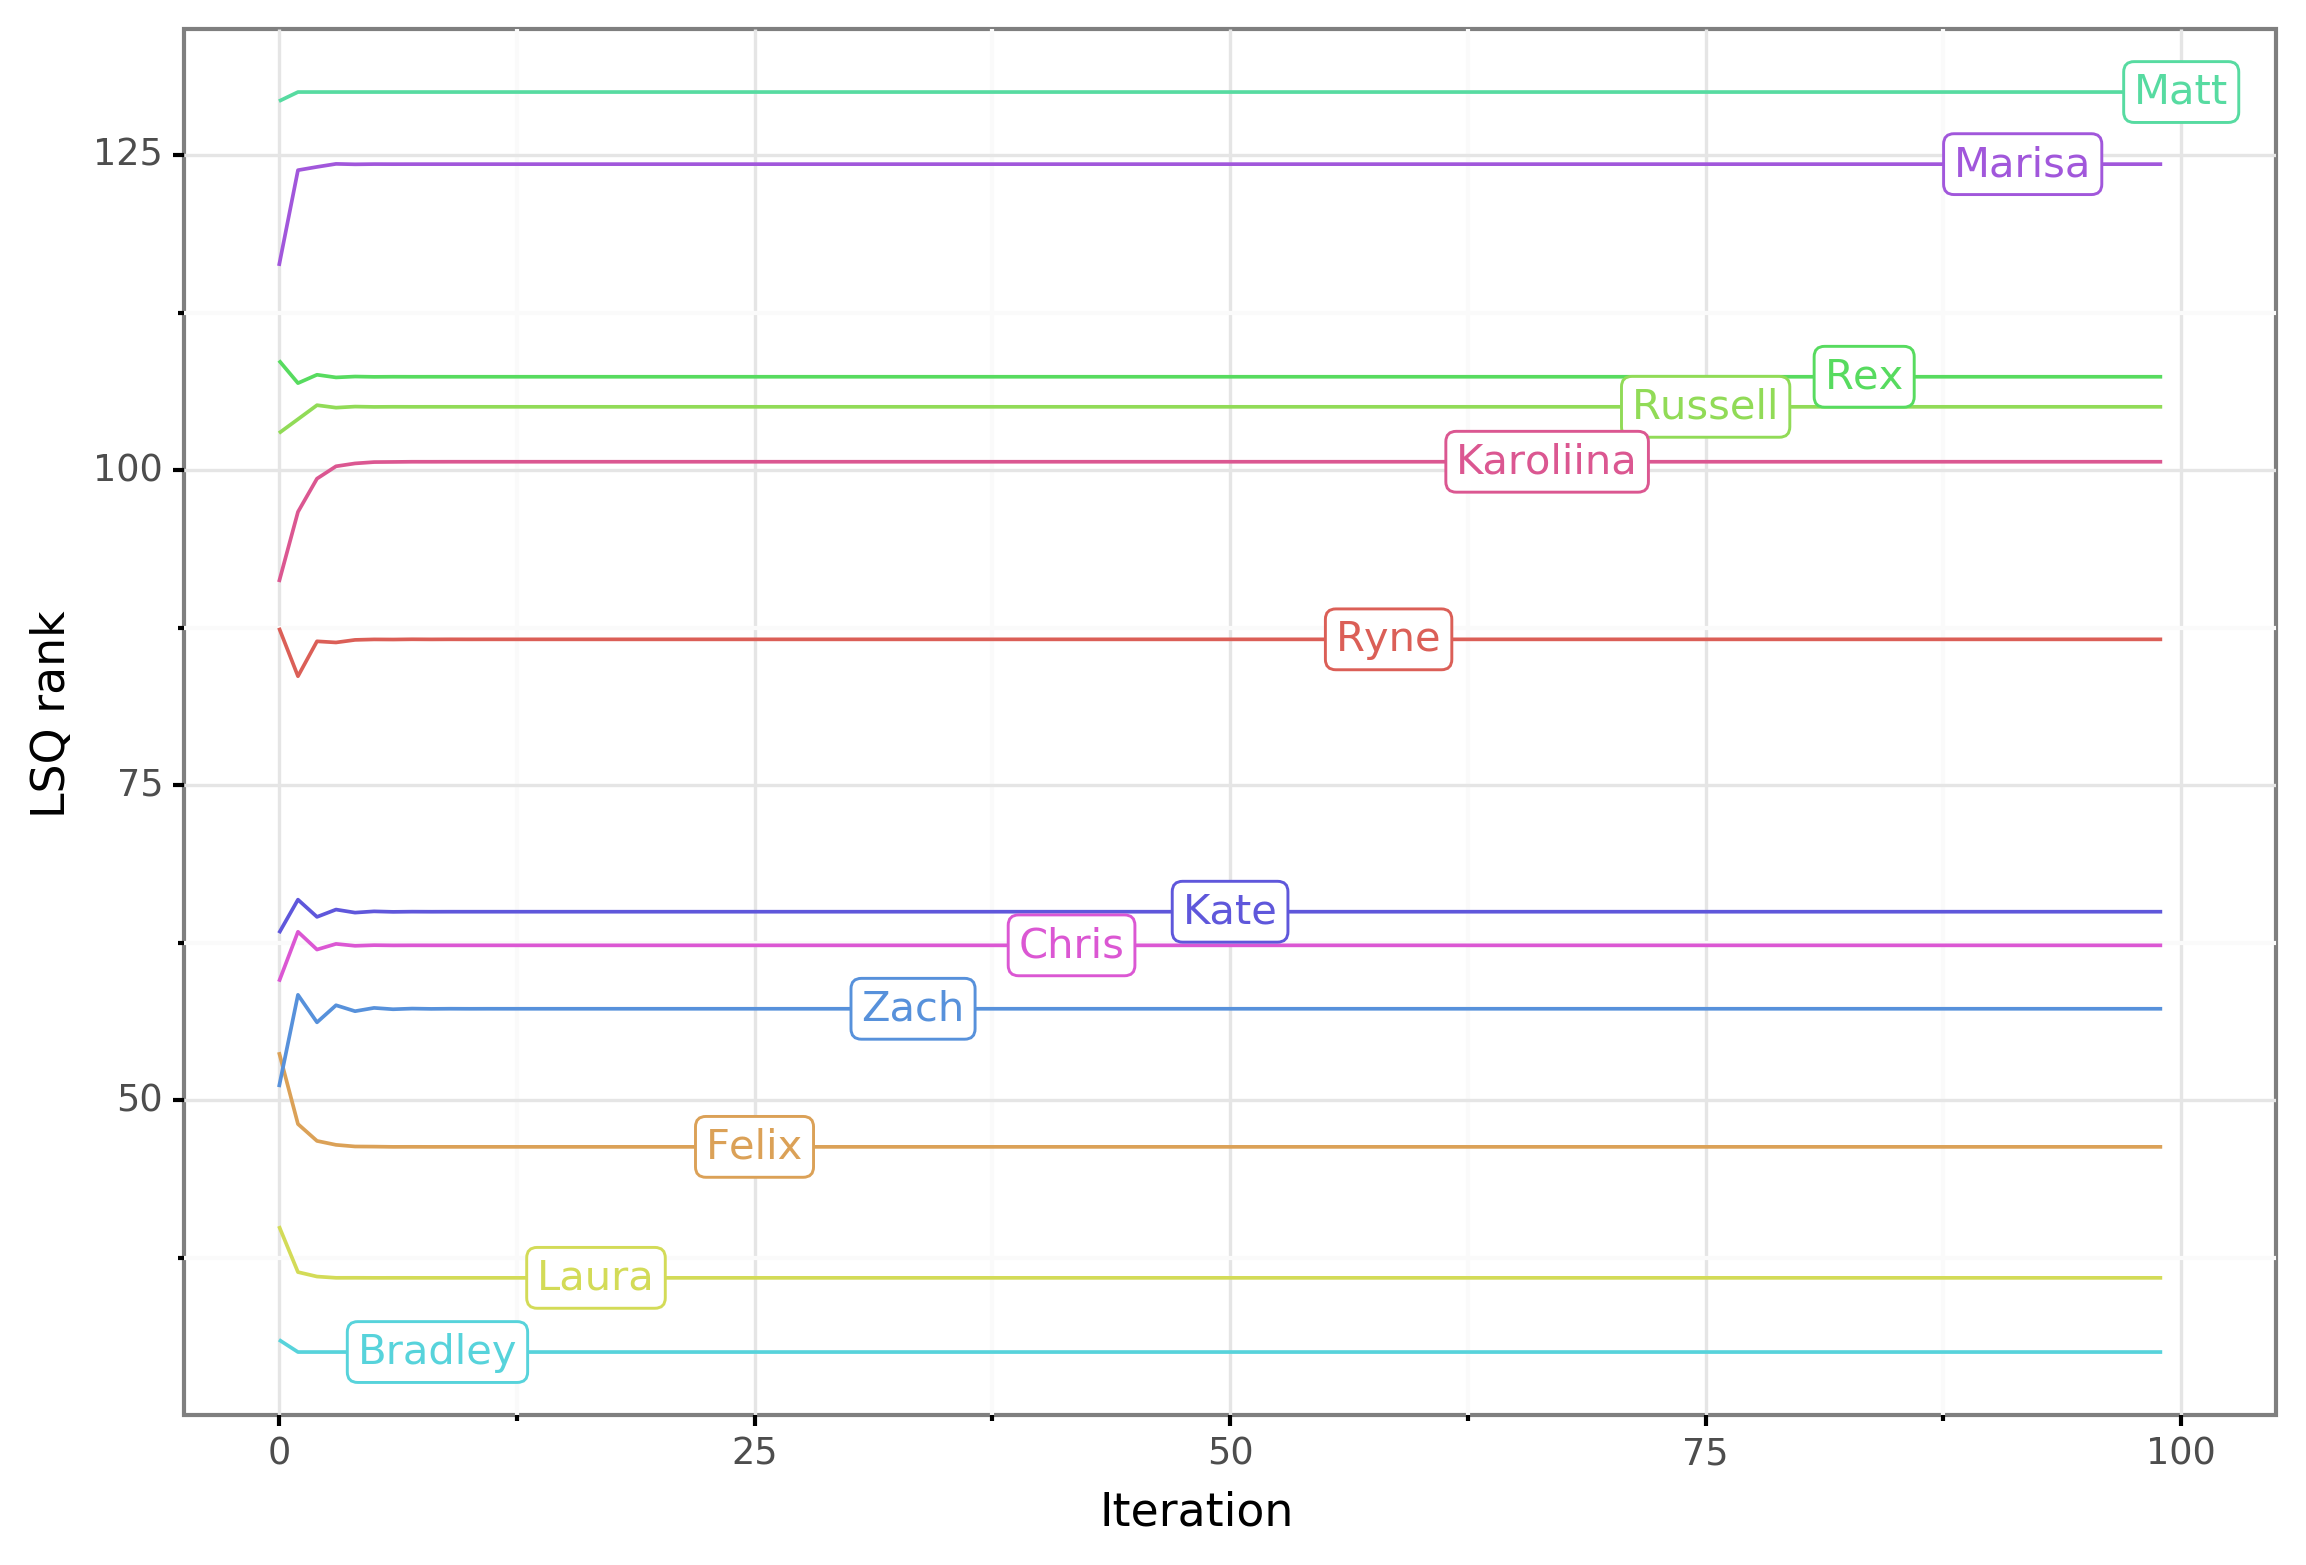 Matt
125
Marisa
Rex
Russell
Karoliina
100
Ryne
LSQ rank
75
Kate
Chris
Zach
50
Felix
Laura
Bradley
0 25 50 75 100
Iteration